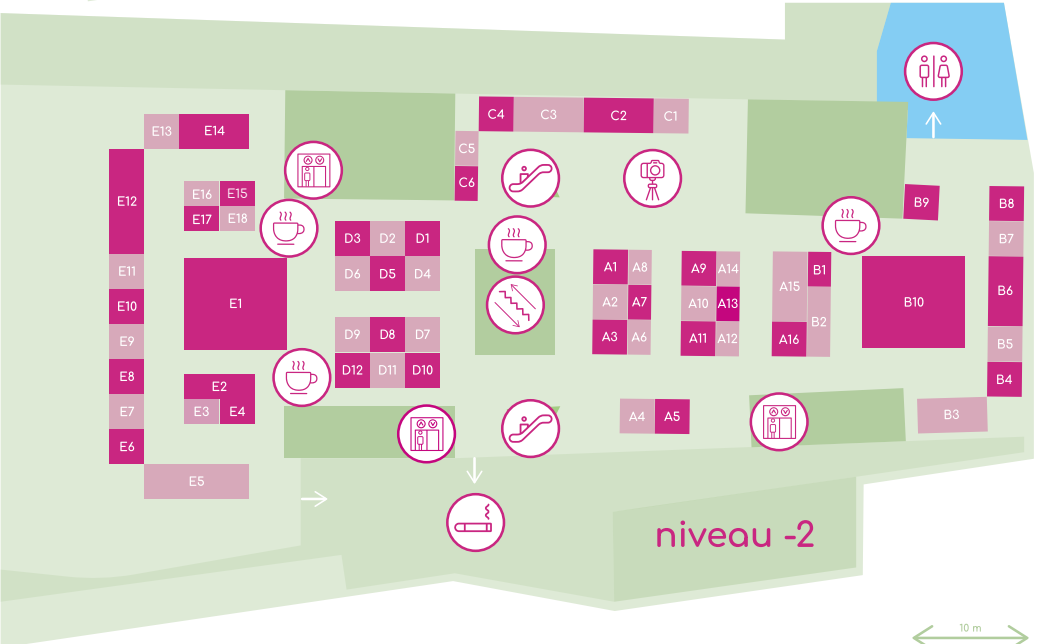 C4 C3 C2 C1
E13 E14
C5
E12
C6
E16 E15
B9
B8
E17 E18
D3 D2 D1
B7
A1 A8
A9 A14
A15 B1
D6 D5 D4
E11
B6
E1
A2 A7
A10 A13
B10
E10
B2
D9 D8 D7
A3 A6
A11 A12
A16
E9
B5
D12 D11 D10
E8
E2
B4
E7
E3 E4
A4 A5
B3
E6
E5
niveau -2
10 m